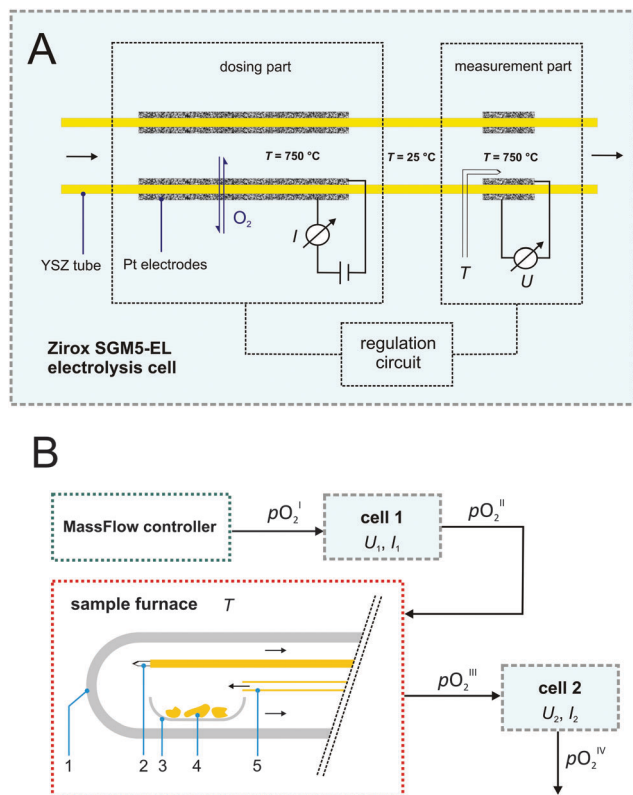 A
dosing part
measurement part
T = 750 °C
T = 25 °C
T = 750 °C
O₂
I
YSZ tube
Pt electrodes
T
U
Zirox SGM5-EL
electrolysis cell
regulation
circuit
B
MassFlow controller
pO₂ᴵ
cell 1
U₁, I₁
pO₂ᴵᴵ
sample furnace T
pO₂ᴵᴵᴵ
cell 2
U₂, I₂
1 2 3 4 5
pO₂ᴵⱽ